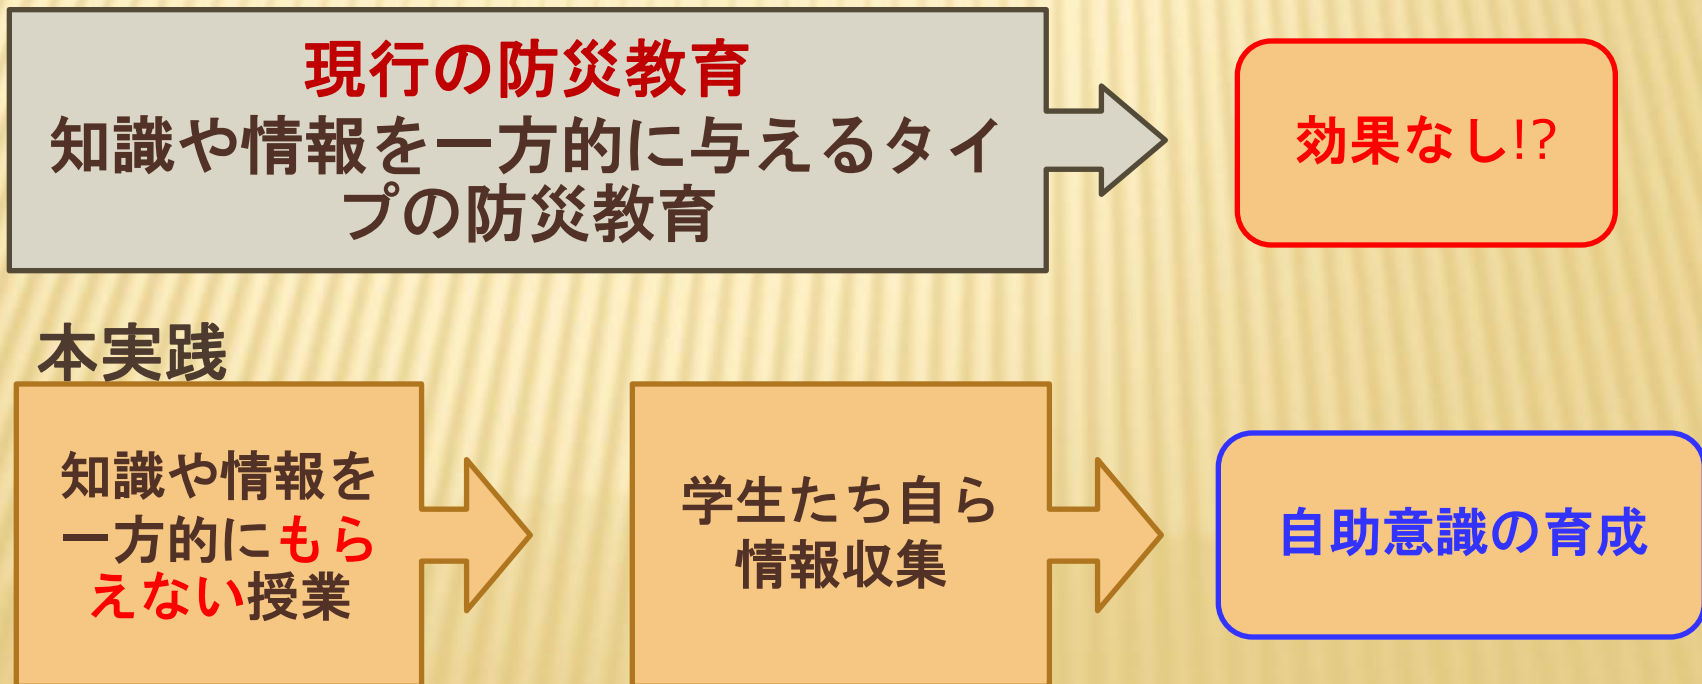 現行の防災教育
知識や情報を一方的に与えるタイ
プの防災教育
効果なし!?
本実践
知識や情報を
一方的にもら
えない授業
学生たち自ら
情報収集
自助意識の育成